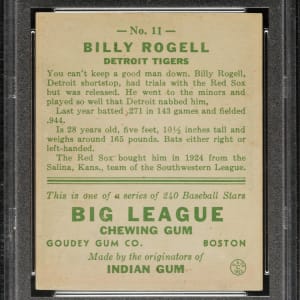 — No. 11 —
BILLY ROGELL
DETROIT TIGERS
You can't keep a good man down. Billy Rogell,
Detroit shortstop, had trials with the Red Sox
but was released. He went to the minors and
played so well that Detroit nabbed him,
Last year batted .271 in 143 games and fielded
.944.
Is 28 years old, five feet, 10½ inches tall and
weighs around 165 pounds. Bats either right or
left-handed.
The Red Sox bought him in 1924 from the
Salina, Kans., team of the Southwestern League.
This is one of a series of 240 Baseball Stars
BIG LEAGUE
CHEWING GUM
GOUDEY GUM CO. BOSTON
Made by the originators of
INDIAN GUM